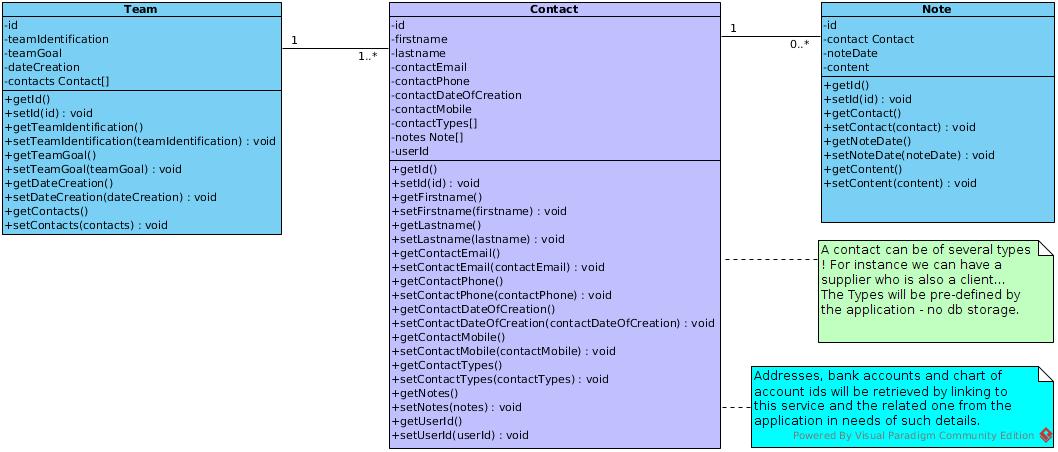 Team
-id
-teamIdentification
-teamGoal
-dateCreation
-contacts Contact[]
+getId()
+setId(id) : void
+getTeamIdentification()
+setTeamIdentification(teamIdentification) : void
+getTeamGoal()
+setTeamGoal(teamGoal) : void
+getDateCreation()
+setDateCreation(dateCreation) : void
+getContacts()
+setContacts(contacts) : void
1
1..*
Contact
-id
-firstname
-lastname
-contactEmail
-contactPhone
-contactDateOfCreation
-contactMobile
-contactTypes[]
-notes Note[]
-userId
+getId()
+setId(id) : void
+getFirstname()
+setFirstname(firstname) : void
+getLastname()
+setLastname(lastname) : void
+getContactEmail()
+setContactEmail(contactEmail) : void
+getContactPhone()
+setContactPhone(contactPhone) : void
+getContactDateOfCreation()
+setContactDateOfCreation(contactDateOfCreation) : void
+getContactMobile()
+setContactMobile(contactMobile) : void
+getContactTypes()
+setContactTypes(contactTypes) : void
+getNotes()
+setNotes(notes) : void
+getUserId()
+setUserId(userId) : void
1
0..*
Note
-id
-contact Contact
-noteDate
-content
+getId()
+setId(id) : void
+getContact()
+setContact(contact) : void
+getNoteDate()
+setNoteDate(noteDate) : void
+getContent()
+setContent(content) : void
A contact can be of several types
! For instance we can have a
supplier who is also a client...
The Types will be pre-defined by
the application - no db storage.
Addresses, bank accounts and chart of
account ids will be retrieved by linking to
this service and the related one from the
application in needs of such details.
Powered By Visual Paradigm Community Edition